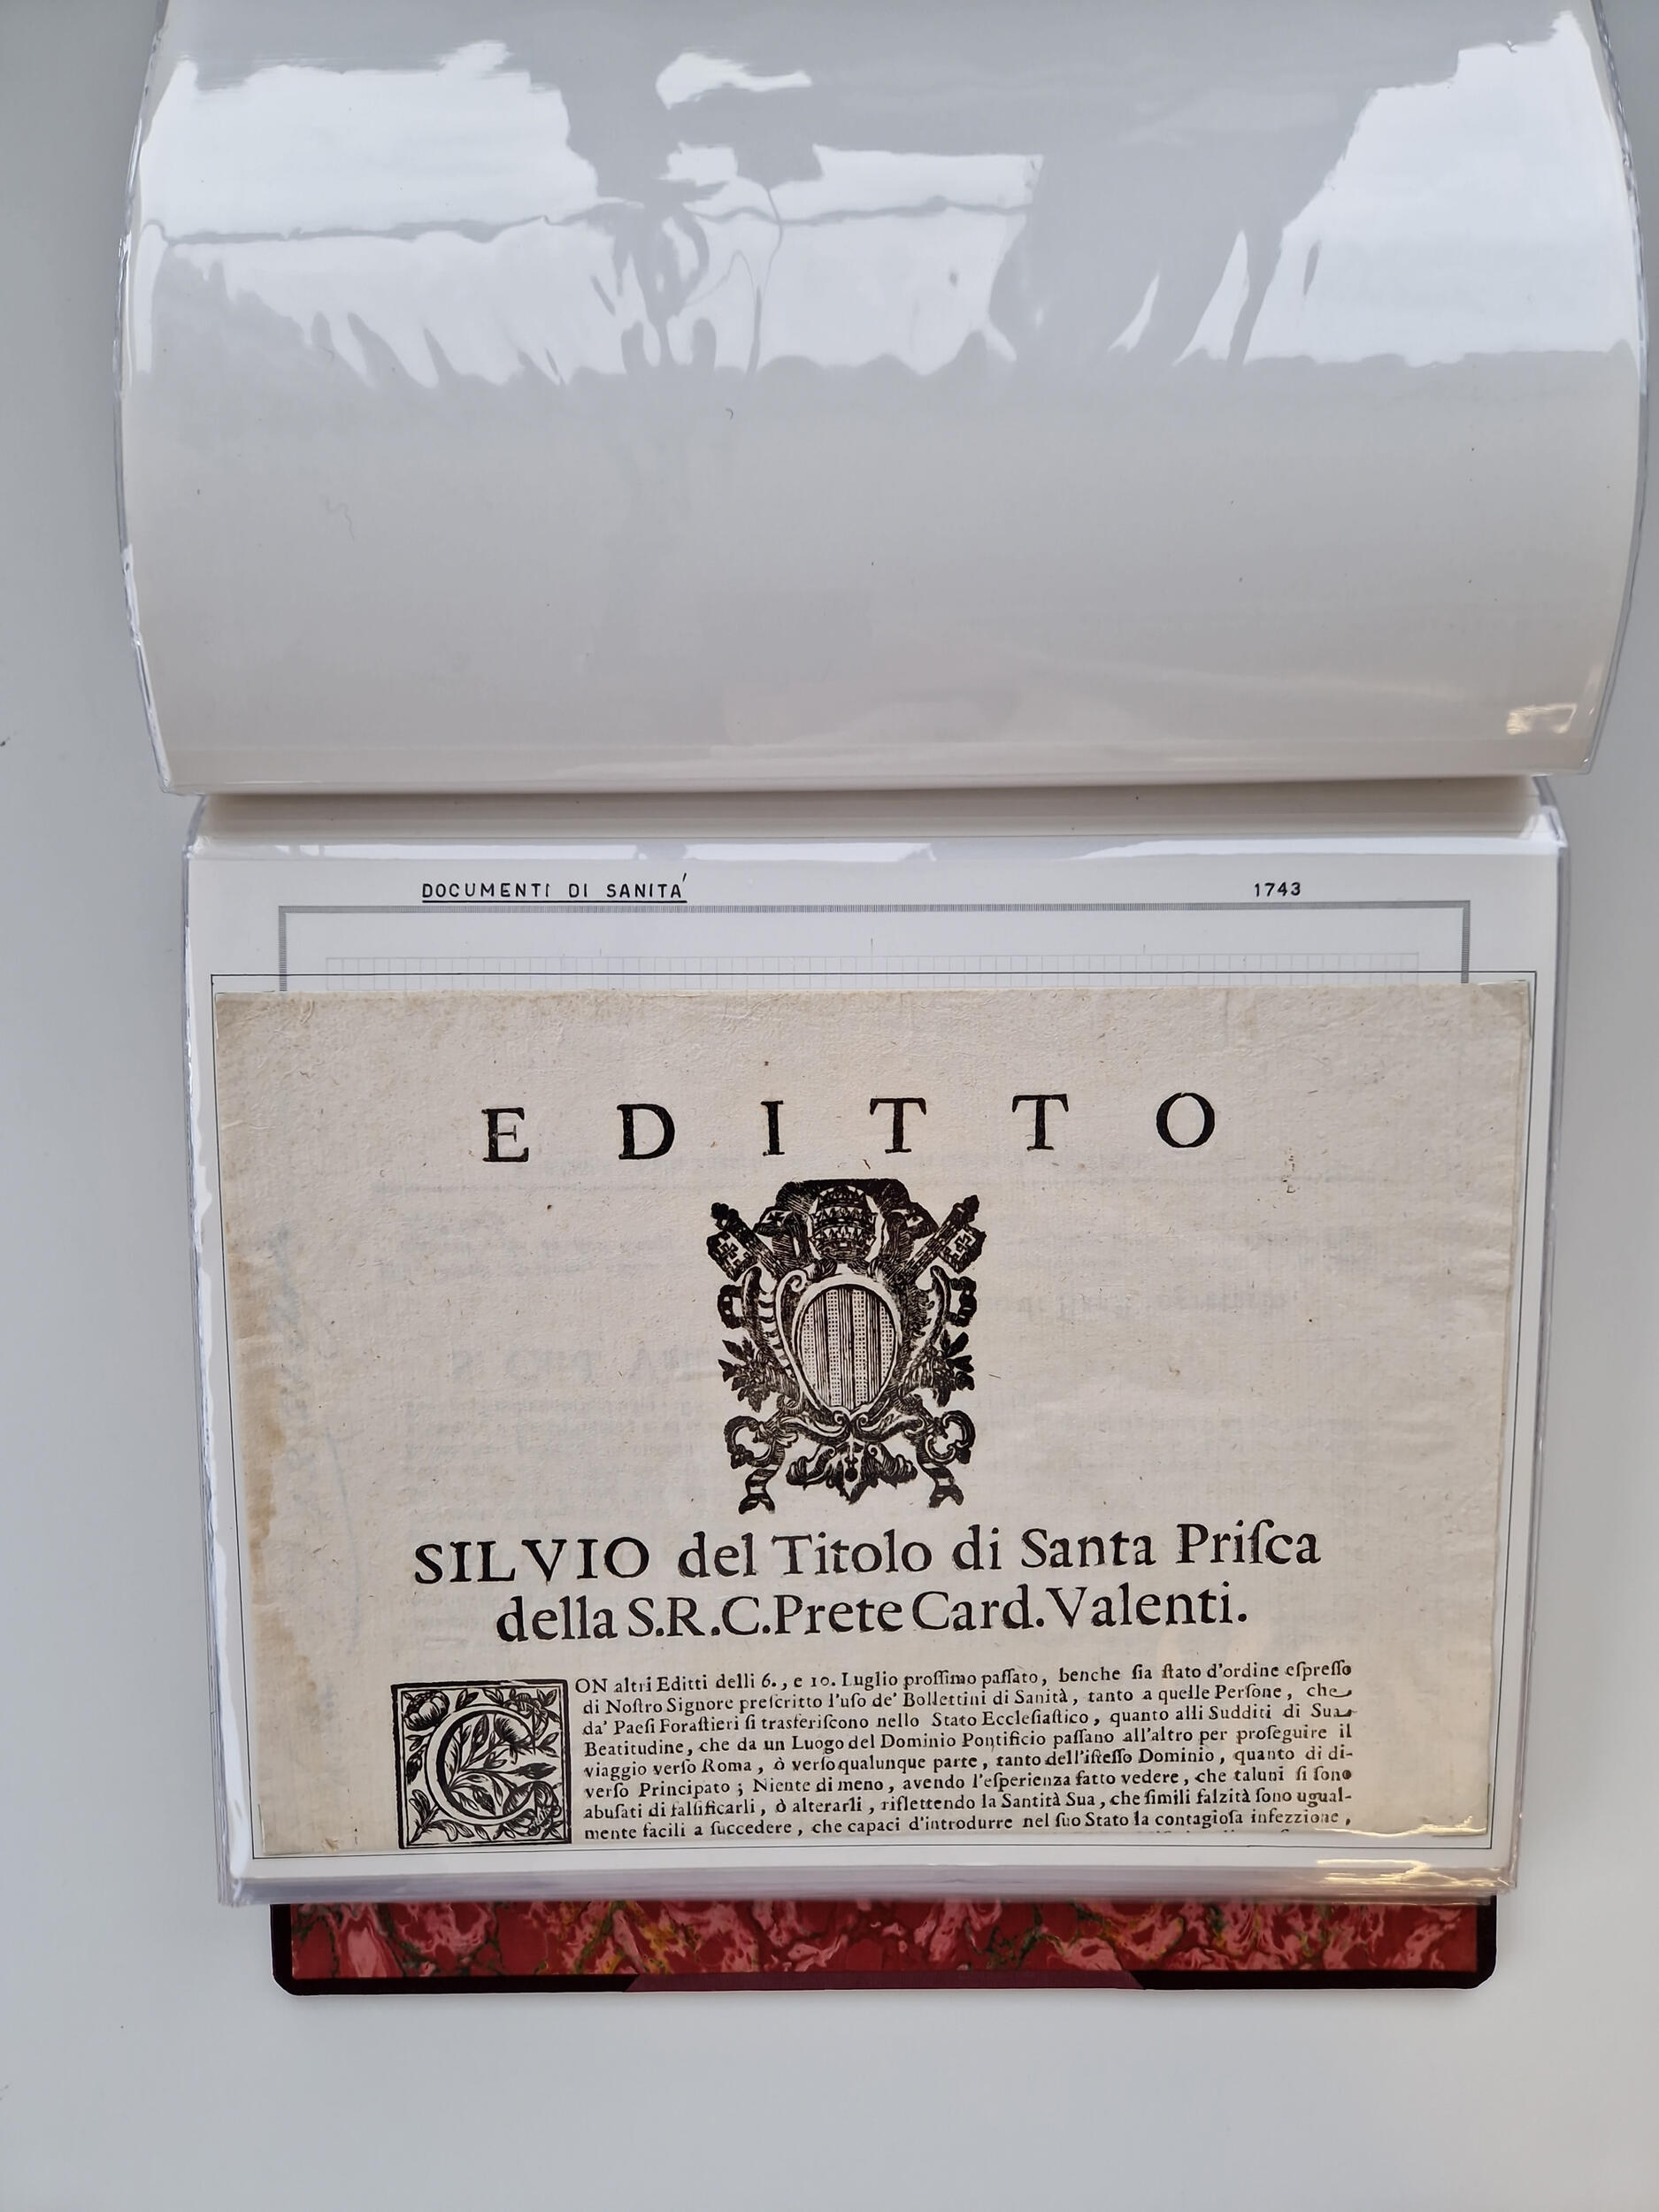 DOCUMENTI DI SANITA'
1743
EDITTO
SILVIO del Titolo di Santa Priſca
della S.R.C. Prete Card. Valenti.
CON altri Editti delli 6., e 10. Luglio proſſimo paſſato, benche ſia ſtato d'ordine eſpreſſo
di Noſtro Signore preſcritto l'uſo de' Bollettini di Sanità, tanto a quelle Perſone, che
da' Paeſi Foraſtieri ſi trasferiſcono nello Stato Eccleſiaſtico, quanto alli Sudditi di Sua
Beatitudine, che da un Luogo del Dominio Pontificio paſſano all'altro per proſeguire il
viaggio verſo Roma, ò verſo qualunque parte, tanto dell'iſteſſo Dominio, quanto di di-
verſo Principato; Niente di meno, avendo l'eſperienza fatto vedere, che taluni ſi ſono
abuſati di falſificarli, ò alterarli, riflettendo la Santità Sua, che ſimili falzità ſono ugual-
mente facili a ſuccedere, che capaci d'introdurre nel ſuo Stato la contagioſa infezzione,